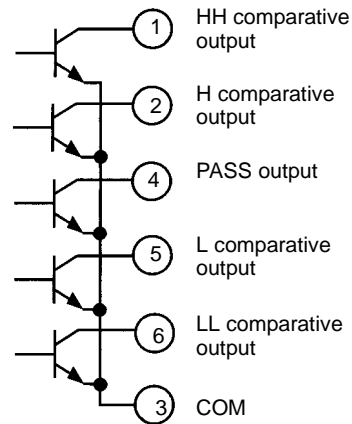 1 HH comparative
output
2 H comparative
output
4 PASS output
5 L comparative
output
6 LL comparative
output
3 COM